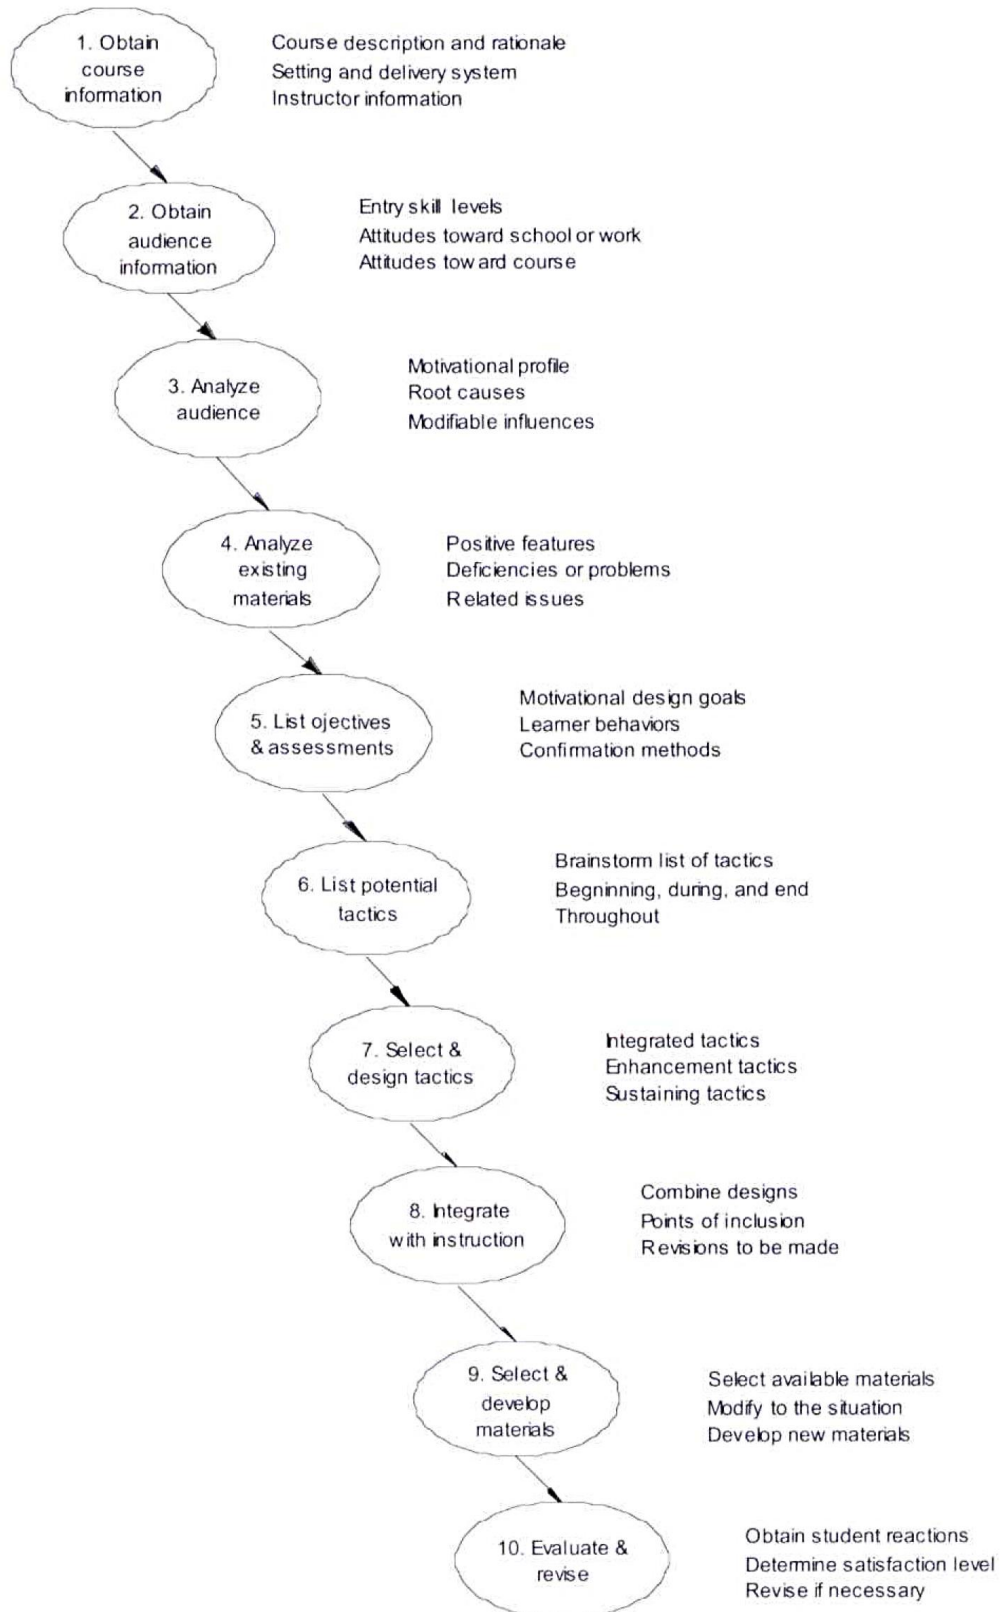 1. Obtain
course
information
Course description and rationale
Setting and delivery system
Instructor information
2. Obtain
audience
information
Entry skill levels
Attitudes toward school or work
Attitudes toward course
3. Analyze
audience
Motivational profile
Root causes
Modifiable influences
4. Analyze
existing
materials
Positive features
Deficiencies or problems
Related issues
5. List ojectives
& assessments
Motivational design goals
Learner behaviors
Confirmation methods
6. List potential
tactics
Brainstorm list of tactics
Begninning, during, and end
Throughout
7. Select &
design tactics
Integrated tactics
Enhancement tactics
Sustaining tactics
8. Integrate
with instruction
Combine designs
Points of inclusion
Revisions to be made
9. Select &
develop
materials
Select available materials
Modify to the situation
Develop new materials
10. Evaluate &
revise
Obtain student reactions
Determine satisfaction level
Revise if necessary